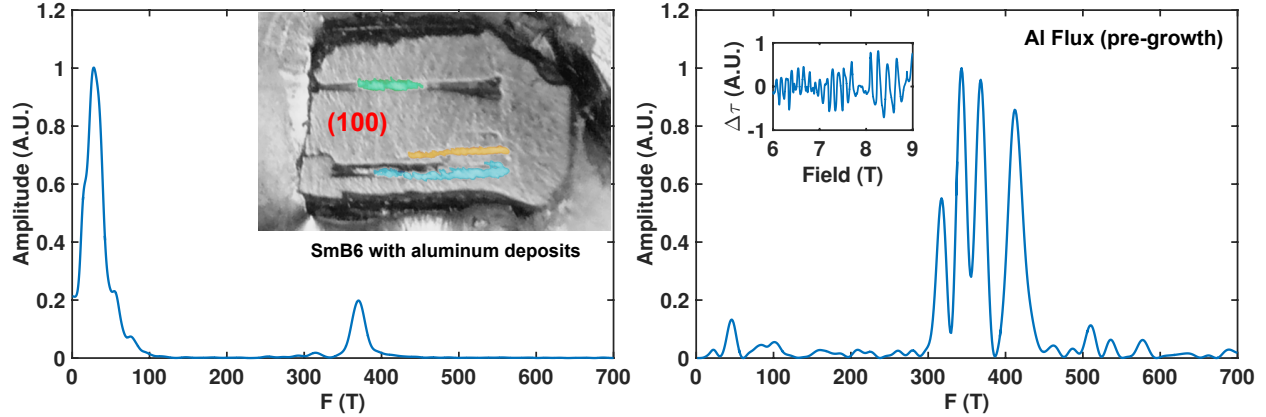 Amplitude (A.U.)
1.2
1
0.8
0.6
0.4
0.2
0
0 100 200 300 400 500 600 700
F (T)
(100)
SmB6 with aluminum deposits
Amplitude (A.U.)
1.2
1
0.8
0.6
0.4
0.2
0
0 100 200 300 400 500 600 700
F (T)
Al Flux (pre-growth)
Δτ (A.U.)
1
0
-1
6 7 8 9
Field (T)